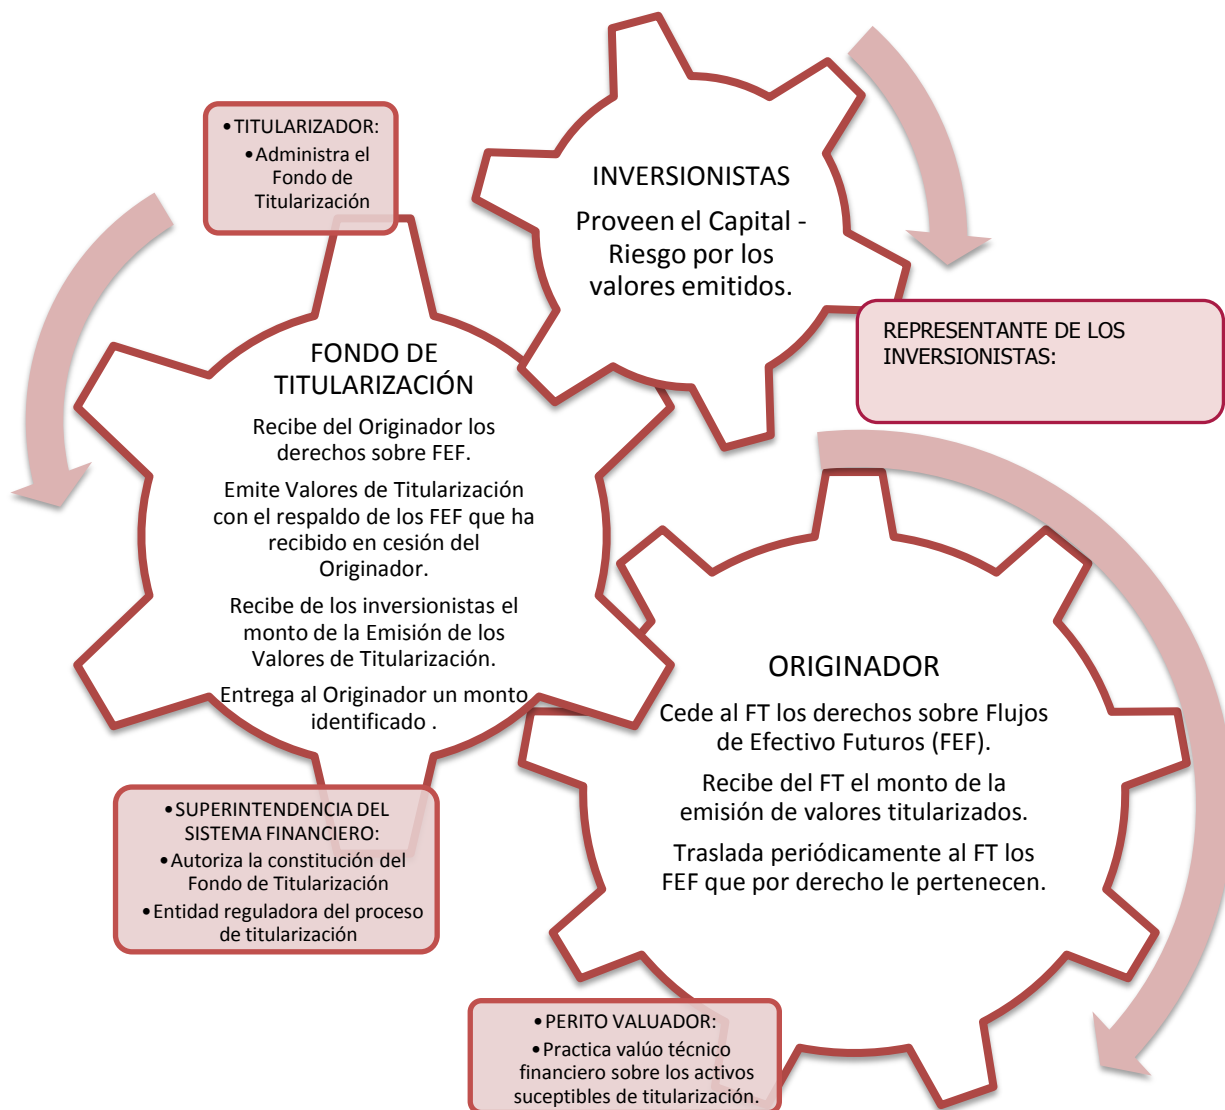 •TITULARIZADOR:
•Administra el
Fondo de
Titularización
INVERSIONISTAS
Proveen el Capital -
Riesgo por los
valores emitidos.
REPRESENTANTE DE LOS
INVERSIONISTAS:
FONDO DE
TITULARIZACIÓN
Recibe del Originador los
derechos sobre FEF.
Emite Valores de Titularización
con el respaldo de los FEF que ha
recibido en cesión del
Originador.
Recibe de los inversionistas el
monto de la Emisión de los
Valores de Titularización.
Entrega al Originador un monto
identificado .
ORIGINADOR
Cede al FT los derechos sobre Flujos
de Efectivo Futuros (FEF).
Recibe del FT el monto de la
emisión de valores titularizados.
Traslada periódicamente al FT los
FEF que por derecho le pertenecen.
•SUPERINTENDENCIA DEL
SISTEMA FINANCIERO:
•Autoriza la constitución del
Fondo de Titularización
•Entidad reguladora del proceso
de titularización
•PERITO VALUADOR:
•Practica valúo técnico
financiero sobre los activos
suceptibles de titularización.